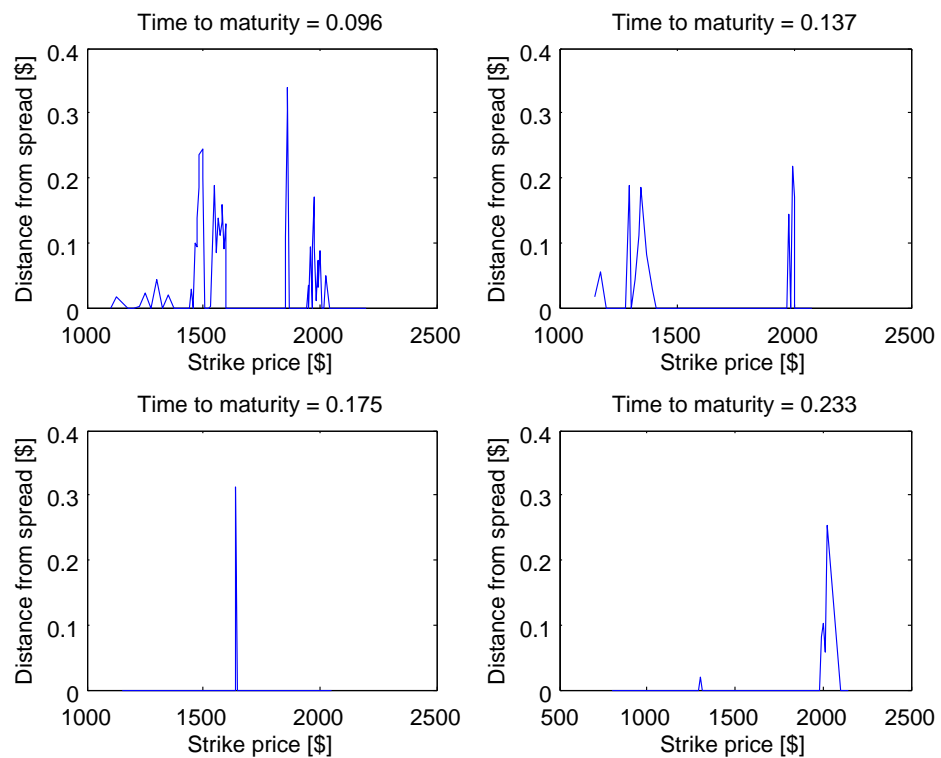 Time to maturity = 0.096
Distance from spread [$]
0.4
0.3
0.2
0.1
0
1000 1500 2000 2500
Strike price [$]
Time to maturity = 0.137
Distance from spread [$]
0.4
0.3
0.2
0.1
0
1000 1500 2000 2500
Strike price [$]
Time to maturity = 0.175
Distance from spread [$]
0.4
0.3
0.2
0.1
0
1000 1500 2000 2500
Strike price [$]
Time to maturity = 0.233
Distance from spread [$]
0.4
0.3
0.2
0.1
0
500 1000 1500 2000 2500
Strike price [$]